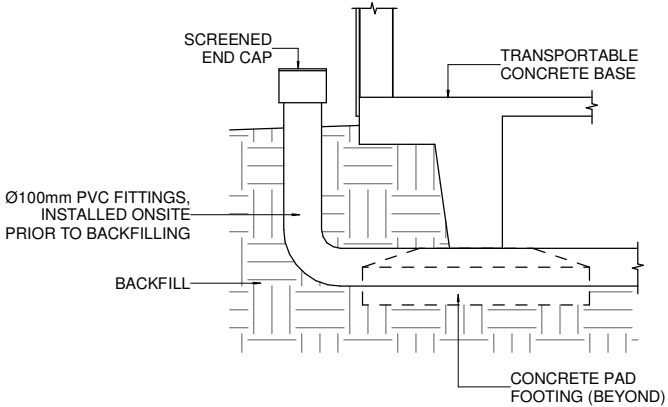 SCREENED
END CAP
TRANSPORTABLE
CONCRETE BASE
Ø100mm PVC FITTINGS,
INSTALLED ONSITE
PRIOR TO BACKFILLING
BACKFILL
CONCRETE PAD
FOOTING (BEYOND)